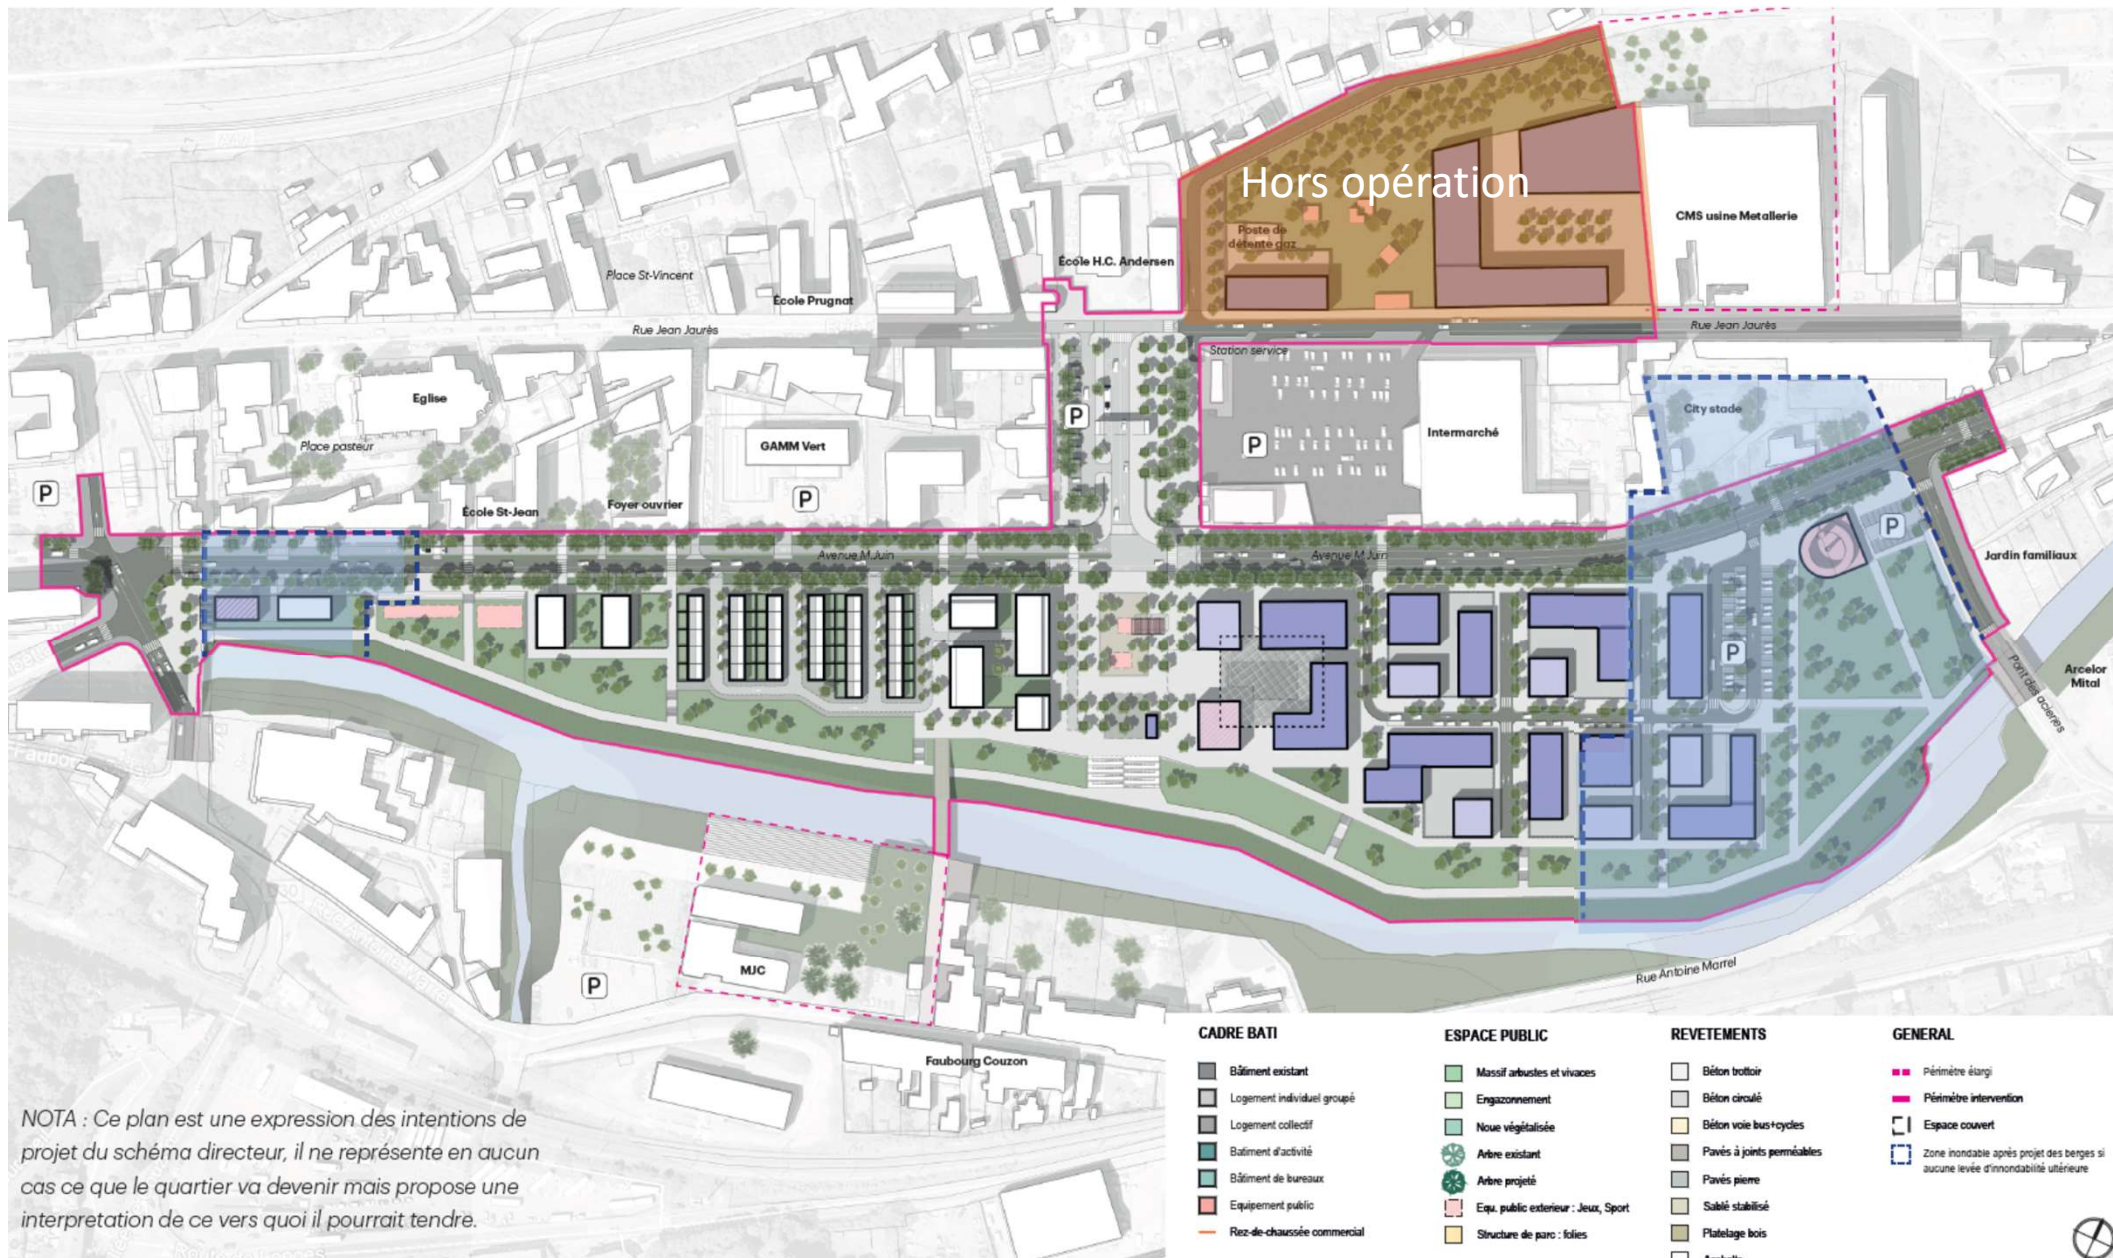 Hors opération
CMS usine Metallerie
Poste de
détente gaz
École H.C. Andersen
Place St-Vincent
École Prugnat
Rue Jean Jaurès
Rue Jean Jaurès
Station service
Eglise
P
City stade
Place pasteur
GAMM Vert
P
Intermarché
P
P
École St-Jean
Foyer ouvrier
P
Avenue M.Juin
Avenue M.Juin
Jardin familiaux
P
Arcelor
Mital
Pont des acieries
MJC
P
Rue Antoine Marrel
Faubourg Couzon
NOTA : Ce plan est une expression des intentions de
projet du schéma directeur, il ne représente en aucun
cas ce que le quartier va devenir mais propose une
interpretation de ce vers quoi il pourrait tendre.
CADRE BATI
Bâtiment existant
Logement individuel groupé
Logement collectif
Batiment d'activité
Bâtiment de bureaux
Equipement public
Rez-de-chaussée commercial
ESPACE PUBLIC
Massif arbustes et vivaces
Engazonnement
Noue végétalisée
Arbre existant
Arbre projeté
Equ. public exterieur : Jeux, Sport
Structure de parc : folies
REVETEMENTS
Béton trottoir
Béton circulé
Béton voie bus+cycles
Pavés à joints perméables
Pavés pierre
Sablé stabilisé
Platelage bois
GENERAL
Périmètre élargi
Périmètre intervention
Espace couvert
Zone inondable après projet des berges si
aucune levée d'innondabilité ultérieure